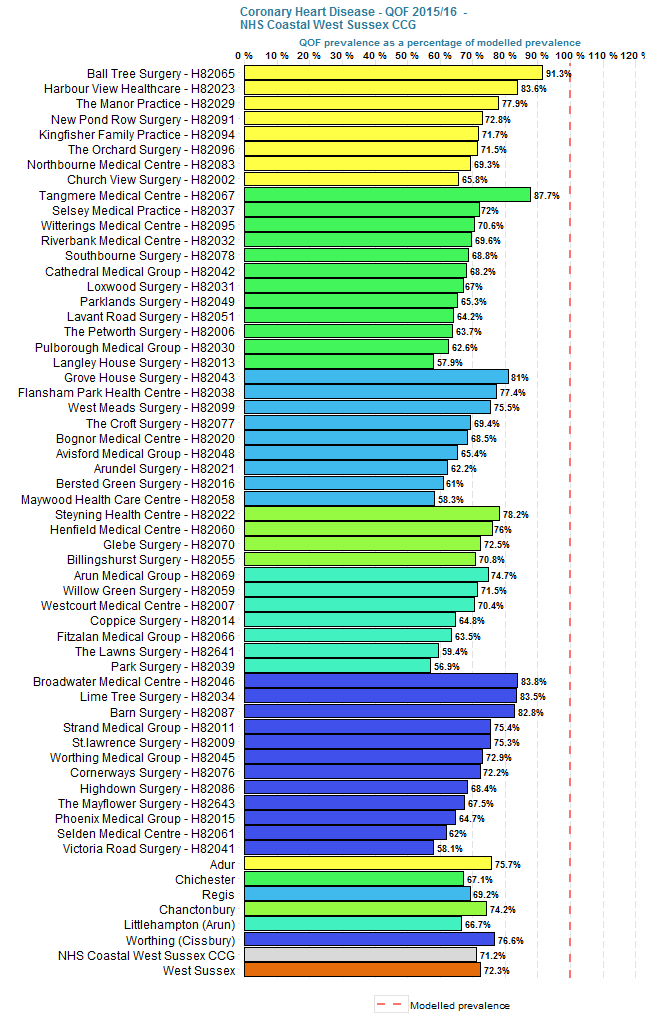 Coronary Heart Disease - QOF 2015/16 -
NHS Coastal West Sussex CCG
QOF prevalence as a percentage of modelled prevalence
0 % 10 % 20 % 30 % 40 % 50 % 60 % 70 % 80 % 90 % 100 % 110 % 120 %
Ball Tree Surgery - H82065 91.3%
Harbour View Healthcare - H82023 83.6%
The Manor Practice - H82029 77.9%
New Pond Row Surgery - H82091 72.8%
Kingfisher Family Practice - H82094 71.7%
The Orchard Surgery - H82096 71.5%
Northbourne Medical Centre - H82083 69.3%
Church View Surgery - H82002 65.8%
Tangmere Medical Centre - H82067 87.7%
Selsey Medical Practice - H82037 72%
Witterings Medical Centre - H82095 70.6%
Riverbank Medical Centre - H82032 69.6%
Southbourne Surgery - H82078 68.8%
Cathedral Medical Group - H82042 68.2%
Loxwood Surgery - H82031 67%
Parklands Surgery - H82049 65.3%
Lavant Road Surgery - H82051 64.2%
The Petworth Surgery - H82006 63.7%
Pulborough Medical Group - H82030 62.6%
Langley House Surgery - H82013 57.9%
Grove House Surgery - H82043 81%
Flansham Park Health Centre - H82038 77.4%
West Meads Surgery - H82099 75.5%
The Croft Surgery - H82077 69.4%
Bognor Medical Centre - H82020 68.5%
Avisford Medical Group - H82048 65.4%
Arundel Surgery - H82021 62.2%
Bersted Green Surgery - H82016 61%
Maywood Health Care Centre - H82058 58.3%
Steyning Health Centre - H82022 78.2%
Henfield Medical Centre - H82060 76%
Glebe Surgery - H82070 72.5%
Billingshurst Surgery - H82055 70.8%
Arun Medical Group - H82069 74.7%
Willow Green Surgery - H82059 71.5%
Westcourt Medical Centre - H82007 70.4%
Coppice Surgery - H82014 64.8%
Fitzalan Medical Group - H82066 63.5%
The Lawns Surgery - H82641 59.4%
Park Surgery - H82039 56.9%
Broadwater Medical Centre - H82046 83.8%
Lime Tree Surgery - H82034 83.5%
Barn Surgery - H82087 82.8%
Strand Medical Group - H82011 75.4%
St.lawrence Surgery - H82009 75.3%
Worthing Medical Group - H82045 72.9%
Cornerways Surgery - H82076 72.2%
Highdown Surgery - H82086 68.4%
The Mayflower Surgery - H82643 67.5%
Phoenix Medical Group - H82015 64.7%
Selden Medical Centre - H82061 62%
Victoria Road Surgery - H82041 58.1%
Adur 75.7%
Chichester 67.1%
Regis 69.2%
Chanctonbury 74.2%
Littlehampton (Arun) 66.7%
Worthing (Cissbury) 76.6%
NHS Coastal West Sussex CCG 71.2%
West Sussex 72.3%
Modelled prevalence